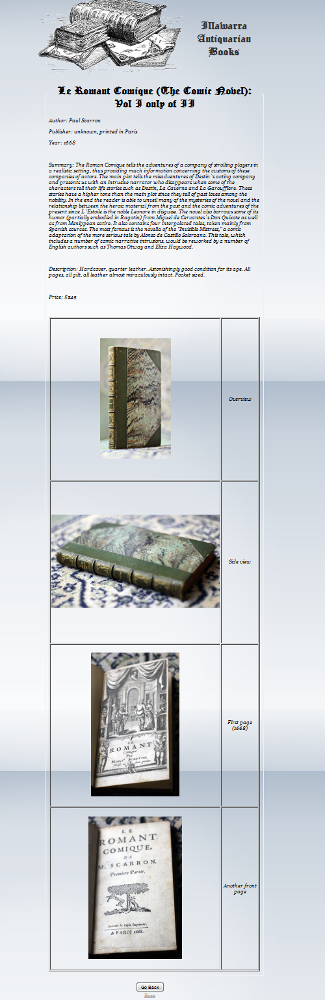 Illawarra
Antiquarian
Books
Le Romant Comique (The Comic Novel):
Vol I only of II
Author: Paul Scarron
Publisher: unknown, printed in Paris
Year: 1668
Summary: The Roman Comique tells the adventures of a company of strolling players in
a realistic setting, thus providing much information concerning the customs of these
companies of actors. The main plot tells the misadventures of Destin`s acting company
and presents us with an intrusive narrator who disappears when some of the
characters tell their life stories such as Destin, La Caverne and La Garouffiere. These
stories have a higher tone than the main plot since they tell of past loves among the
nobility. In the end the reader is able to unveil many of the mysteries of the novel and the
relationship between the heroic material from the past and the comic adventures of the
present since L`Estoile is the noble Leonore in disguise. The novel also borrows some of its
humor (partially embodied in Ragotin) from Miguel de Cervantes`s Don Quixote as well
as from Menippean satire. It also contains four interpolated tales, taken mainly from
Spanish sources. The most famous is the novella of the "Invisible Mistress," a comic
adaptation of the more serious tale by Alonso de Castillo Solorzano. This tale, which
includes a number of comic narrative intrusions, would be reworked by a number of
English authors such as Thomas Otway and Eliza Haywood.
Description: Hardcover, quarter leather. Astonishingly good condition for its age. All
pages, all gilt, all leather almost miraculously intact. Pocket sized.
Price: $245
Overview
Side view
LE
ROMANT
Comique
Par
Mons.r Scarron
First page
(1668)
LE
ROMANT
COMIQUE,
DE
M. SCARRON.
Premiere Partie.
Suivant la Copie imprimée,
A PARIS 1668.
Another front
page
Go Back
Home